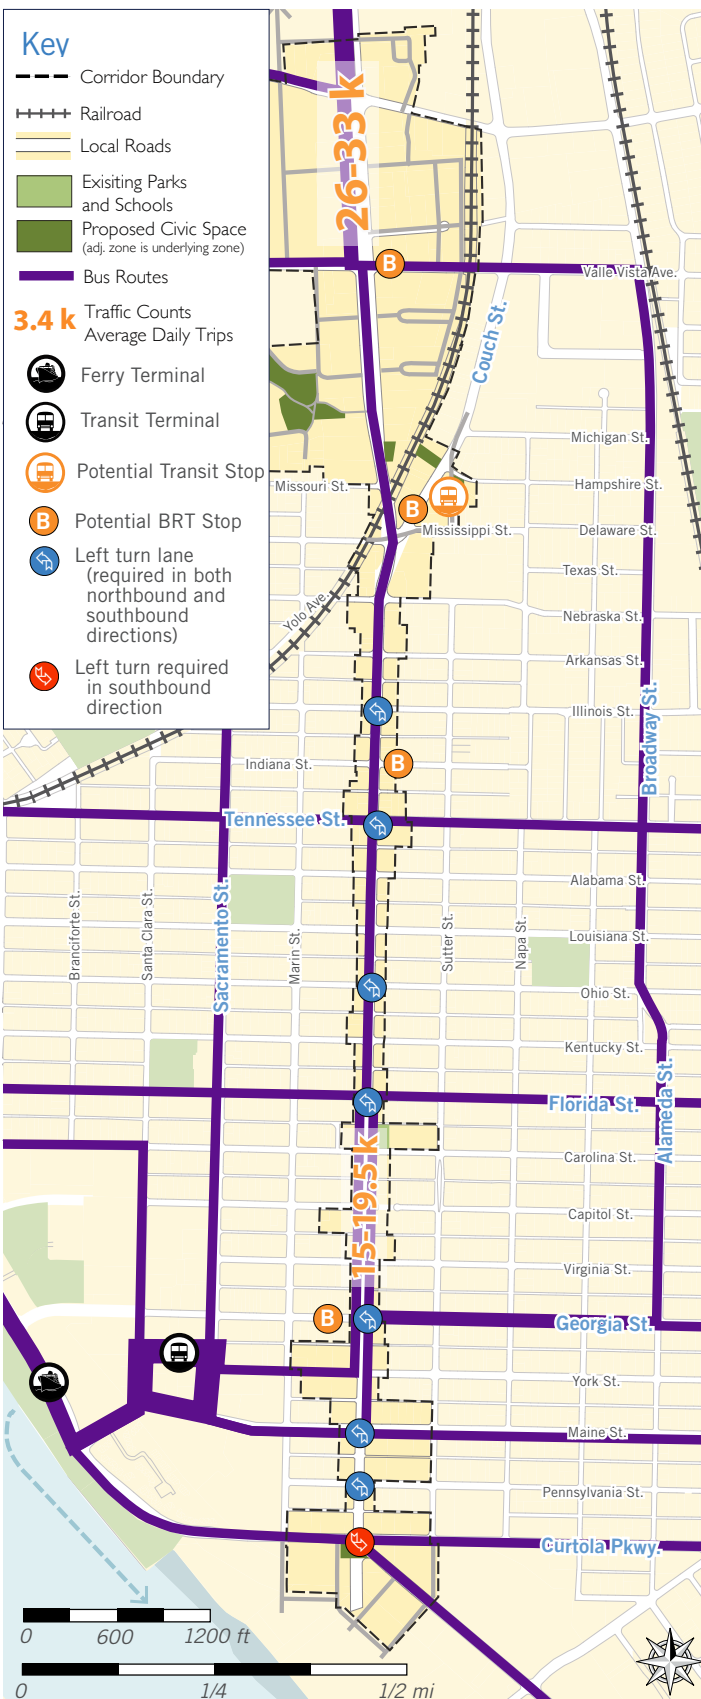 Key
Corridor Boundary
Railroad
Local Roads
Exisiting Parks
and Schools
Proposed Civic Space
(adj. zone is underlying zone)
Bus Routes
3.4 k
Traffic Counts
Average Daily Trips
Ferry Terminal
Transit Terminal
Potential Transit Stop
B
Potential BRT Stop
Left turn lane
(required in both
northbound and
southbound
directions)
Left turn required
in southbound
direction
26-33 k
B
Valle Vista Ave.
Couch St.
Michigan St.
Missouri St.
Hampshire St.
B
Mississippi St.
Delaware St.
Texas St.
Yolo Ave.
Nebraska St.
Arkansas St.
Illinois St.
Broadway St.
Indiana St.
B
Tennessee St.
Alabama St.
Branciforte St.
Santa Clara St.
Sacramento St.
Marin St.
Sutter St.
Napa St.
Louisiana St.
Ohio St.
Kentucky St.
Florida St.
Alameda St.
15-19.5 k
Carolina St.
Capitol St.
Virginia St.
B
Georgia St.
York St.
Maine St.
Pennsylvania St.
Curtola Pkwy.
0 600 1200 ft
0 1/4 1/2 mi